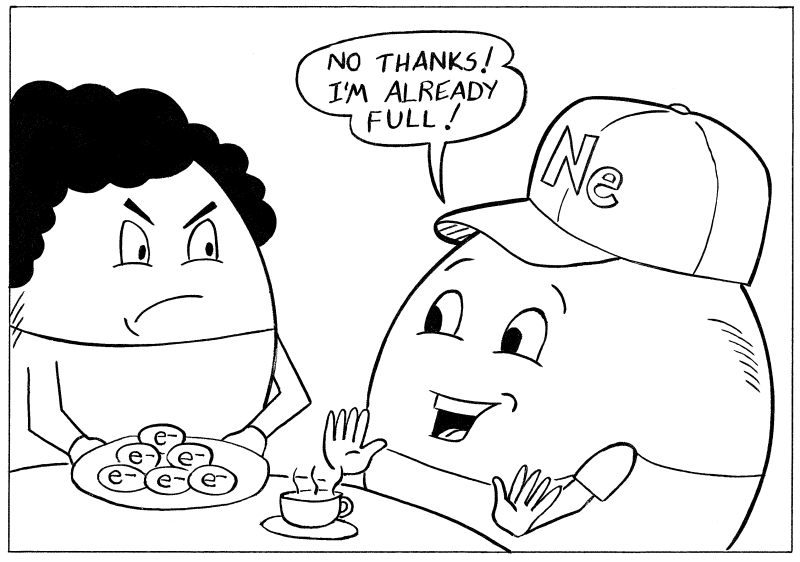 NO THANKS!
I'M ALREADY
FULL!
Ne
e-
e- e-
e- e- e-